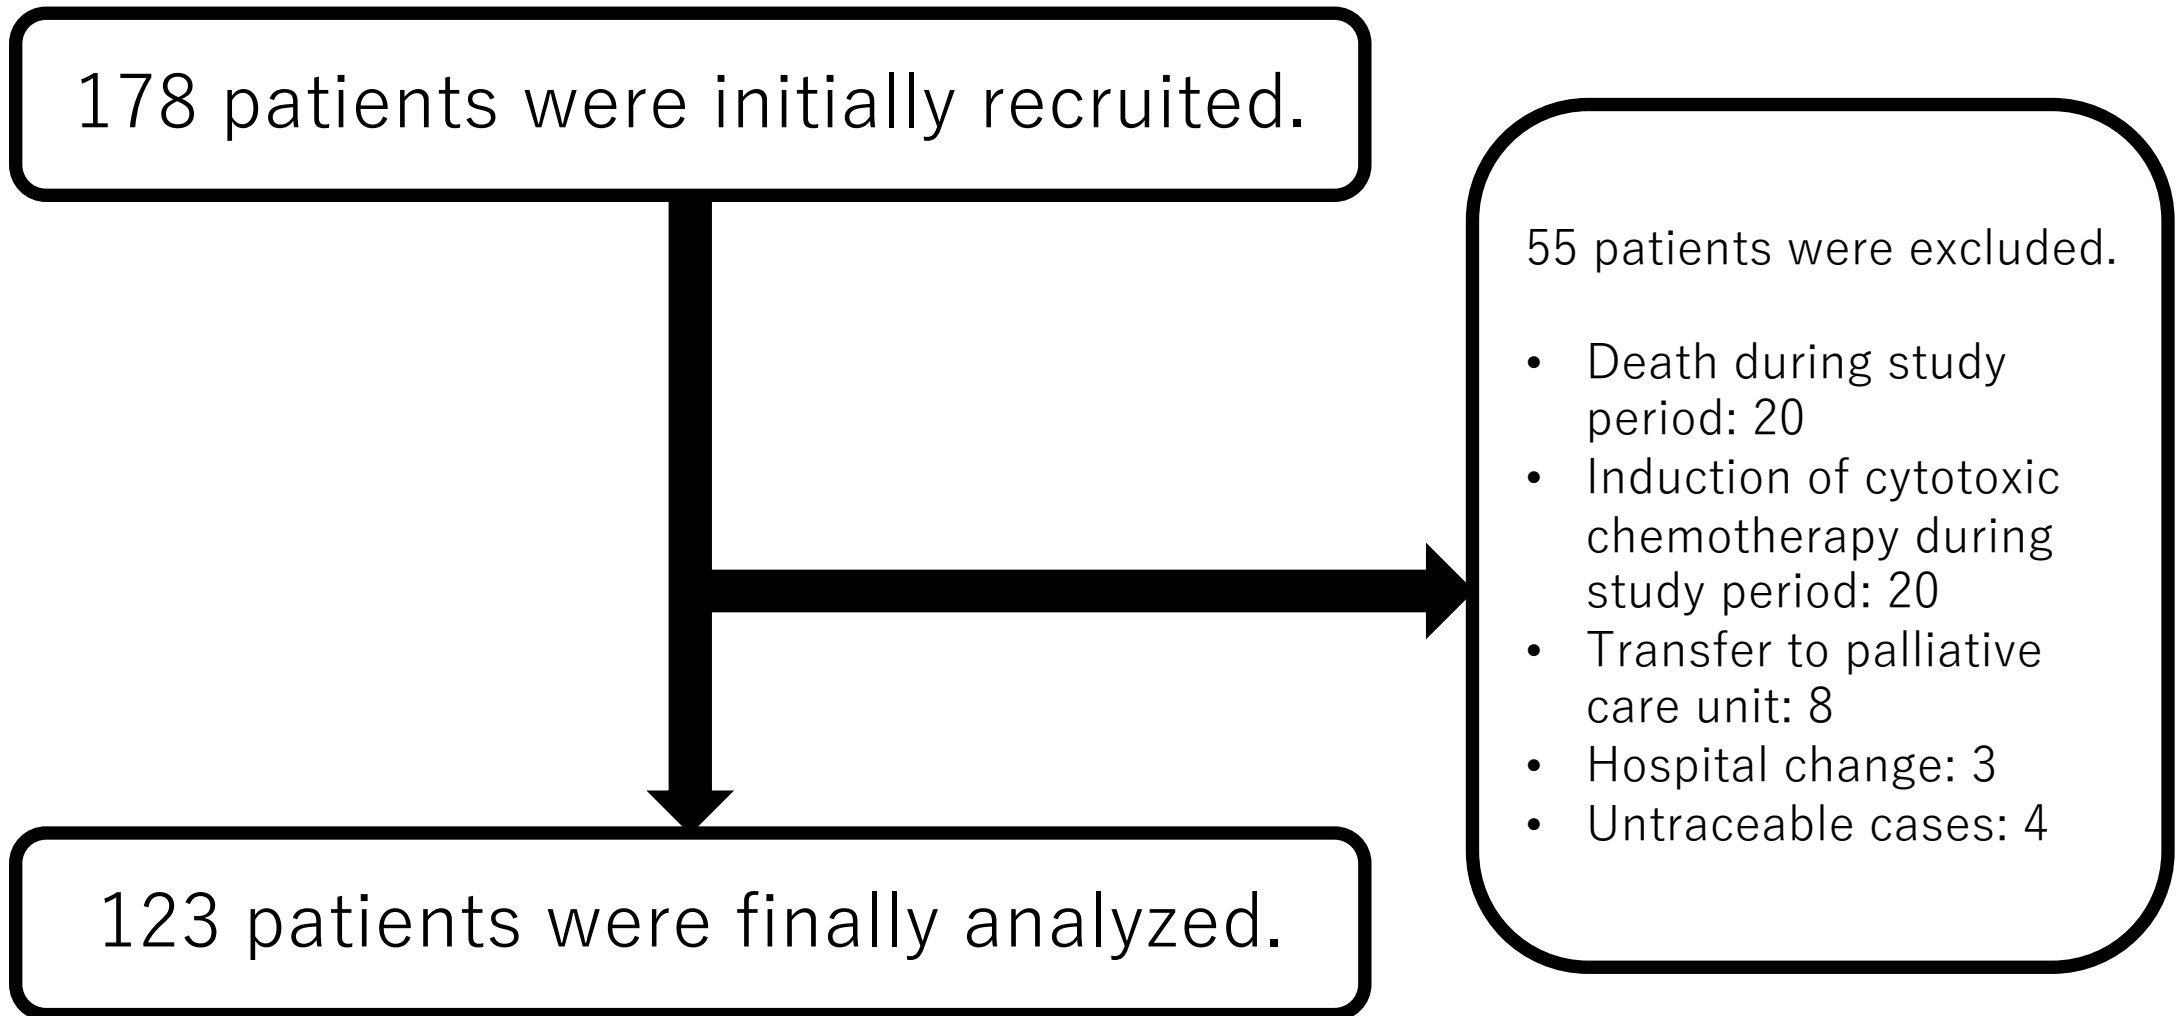 178 patients were initially recruited.
55 patients were excluded.
• Death during study
period: 20
• Induction of cytotoxic
chemotherapy during
study period: 20
• Transfer to palliative
care unit: 8
• Hospital change: 3
• Untraceable cases: 4
123 patients were finally analyzed.